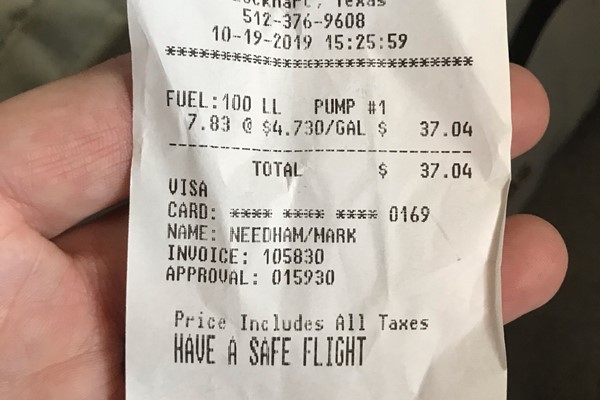 Lockhart, Texas
512-376-9608
10-19-2019 15:25:59
*****************************
FUEL:100 LL PUMP #1
7.83 @ $4.730/GAL $ 37.04
-----------------------------
TOTAL $ 37.04
VISA
CARD: **** **** **** 0169
NAME: NEEDHAM/MARK
INVOICE: 105830
APPROVAL: 015930
Price Includes All Taxes
HAVE A SAFE FLIGHT